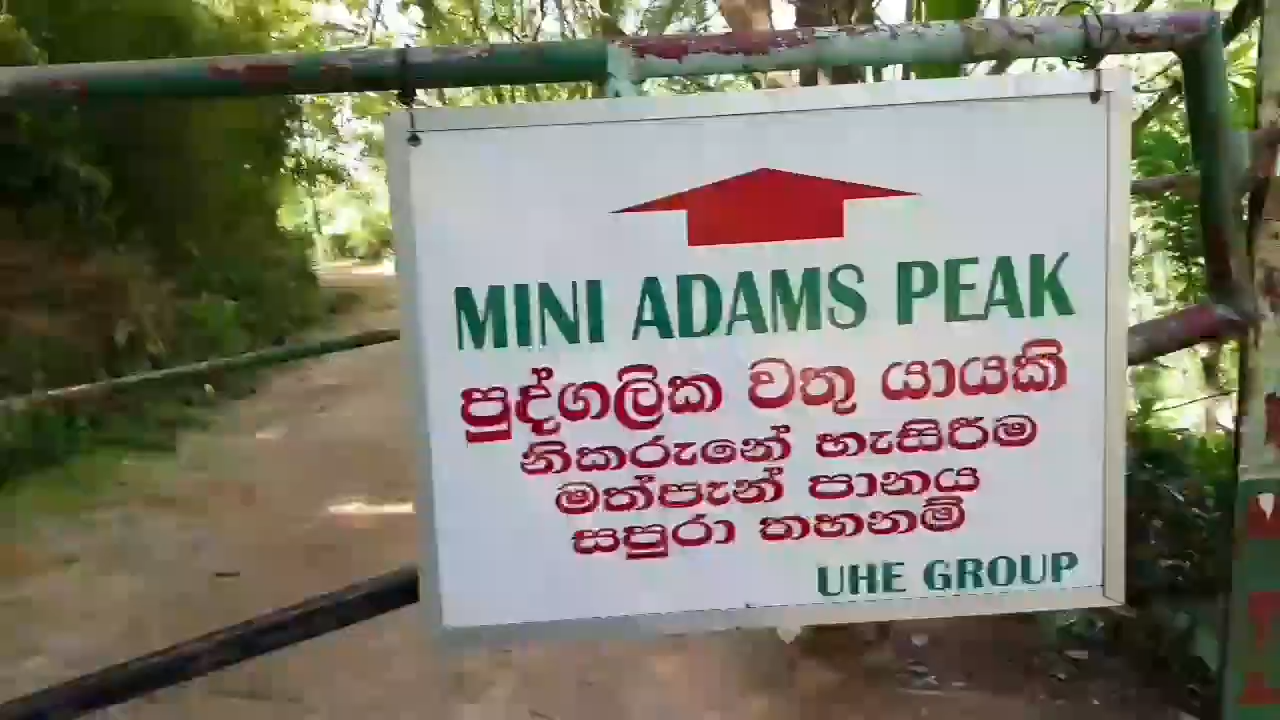 MINI ADAMS PEAK
පුද්ගලික වතු යායකි
නිකරුනේ හැසිරීම
මත්පැන් පානය
සපුරා තහනම්
UHE GROUP